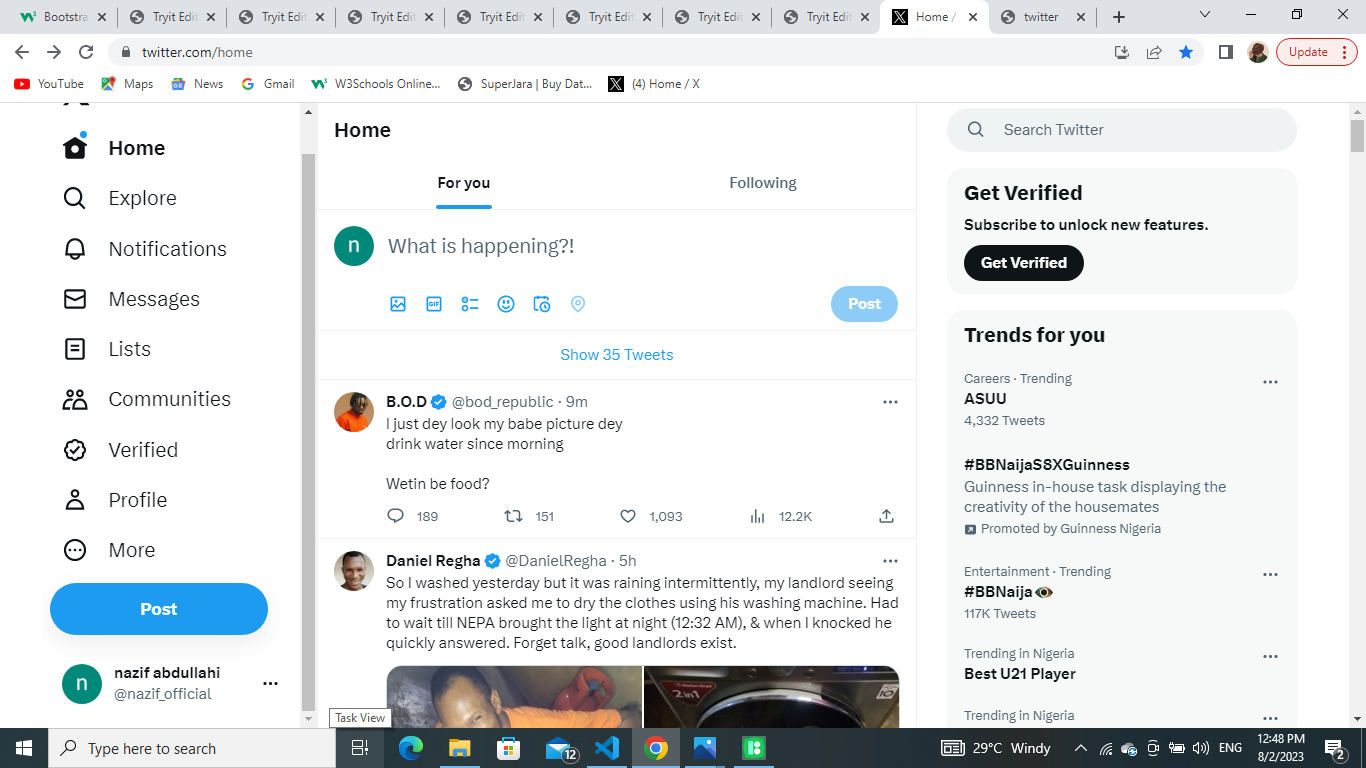 Bootstra
Tryit Edit
Tryit Edit
Tryit Edit
Tryit Edit
Tryit Edit
Tryit Edit
Tryit Edit
Home /
twitter
twitter.com/home
Update
YouTube
Maps
News
Gmail
W3Schools Online...
SuperJara | Buy Dat...
(4) Home / X
Home
Explore
Notifications
Messages
Lists
Communities
Verified
Profile
More
Post
n
nazif abdullahi
@nazif_official
Home
For you
Following
n
What is happening?!
GIF
Post
Show 35 Tweets
B.O.D @bod_republic · 9m
I just dey look my babe picture dey
drink water since morning
Wetin be food?
189
151
1,093
12.2K
Daniel Regha @DanielRegha · 5h
So I washed yesterday but it was raining intermittently, my landlord seeing
my frustration asked me to dry the clothes using his washing machine. Had
to wait till NEPA brought the light at night (12:32 AM), & when I knocked he
quickly answered. Forget talk, good landlords exist.
2in1
Search Twitter
Get Verified
Subscribe to unlock new features.
Get Verified
Trends for you
Careers · Trending
ASUU
4,332 Tweets
#BBNaijaS8XGuinness
Guinness in-house task displaying the
creativity of the housemates
Promoted by Guinness Nigeria
Entertainment · Trending
#BBNaija
117K Tweets
Trending in Nigeria
Best U21 Player
Trending in Nigeria
Task View
Type here to search
12
29°C Windy
ENG
12:48 PM
8/2/2023
2